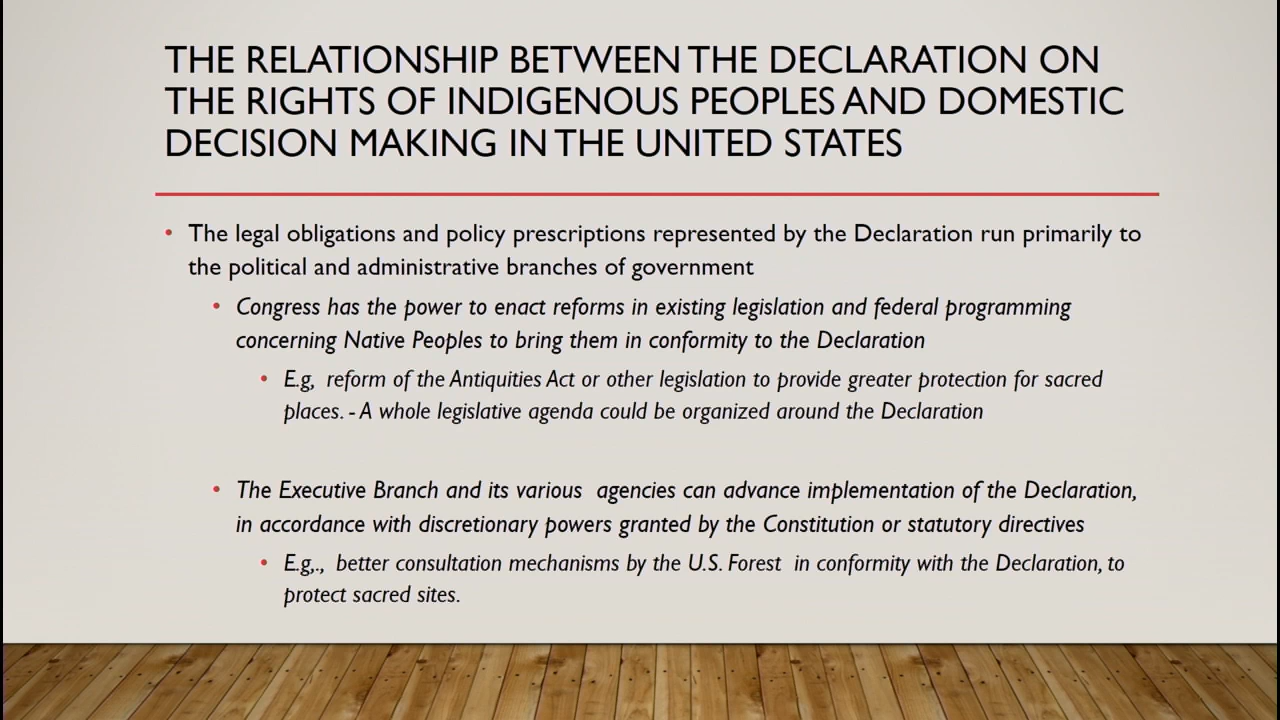 THE RELATIONSHIP BETWEEN THE DECLARATION ON
THE RIGHTS OF INDIGENOUS PEOPLES AND DOMESTIC
DECISION MAKING IN THE UNITED STATES
• The legal obligations and policy prescriptions represented by the Declaration run primarily to
the political and administrative branches of government
• Congress has the power to enact reforms in existing legislation and federal programming
concerning Native Peoples to bring them in conformity to the Declaration
• E.g, reform of the Antiquities Act or other legislation to provide greater protection for sacred
places. - A whole legislative agenda could be organized around the Declaration
• The Executive Branch and its various agencies can advance implementation of the Declaration,
in accordance with discretionary powers granted by the Constitution or statutory directives
• E.g,., better consultation mechanisms by the U.S. Forest in conformity with the Declaration, to
protect sacred sites.